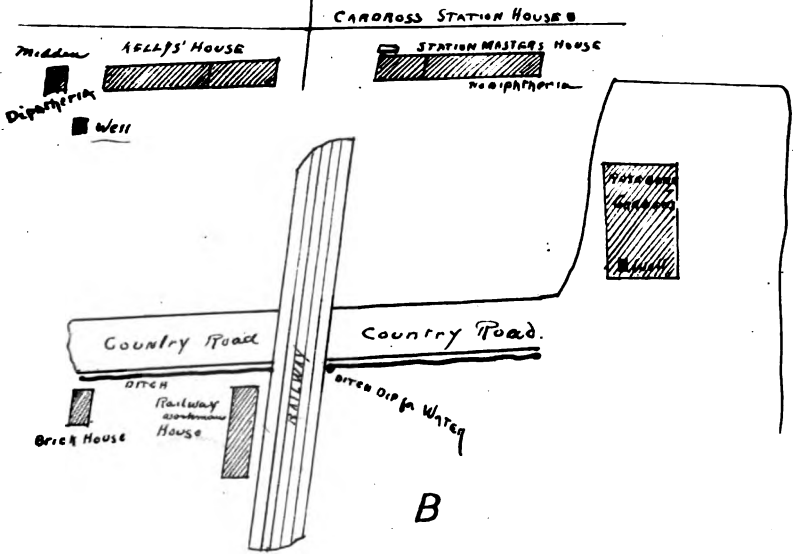 CARDROSS STATION HOUSE
Midden
KELLYS' HOUSE
STATION MASTERS HOUSE
Diphtheria
No DIPHTHERIA
Well
Well
Country Road
Country Road.
RAILWAY
DITCH
DITCH DIP for WATER
Railway
workmans
House
Brick House
B